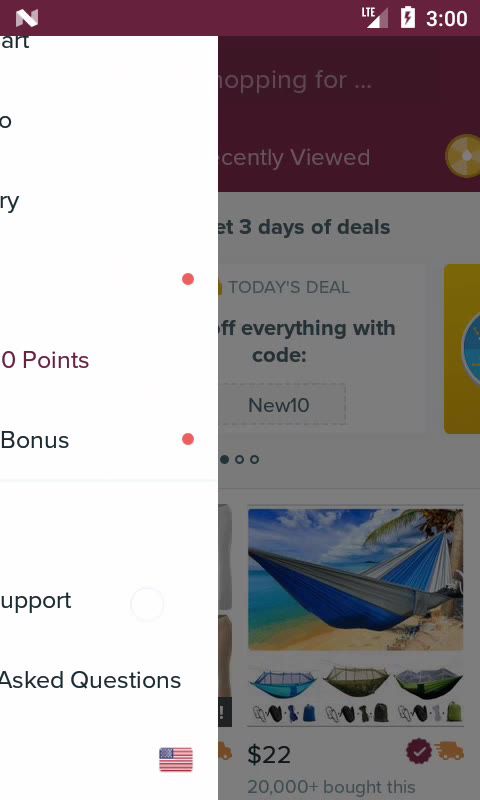 LTE 3:00
art
hopping for ...
o
ecently Viewed
ry
et 3 days of deals
TODAY'S DEAL
off everything with
code:
0 Points
New10
Bonus
upport
Asked Questions
!
$22
20,000+ bought this